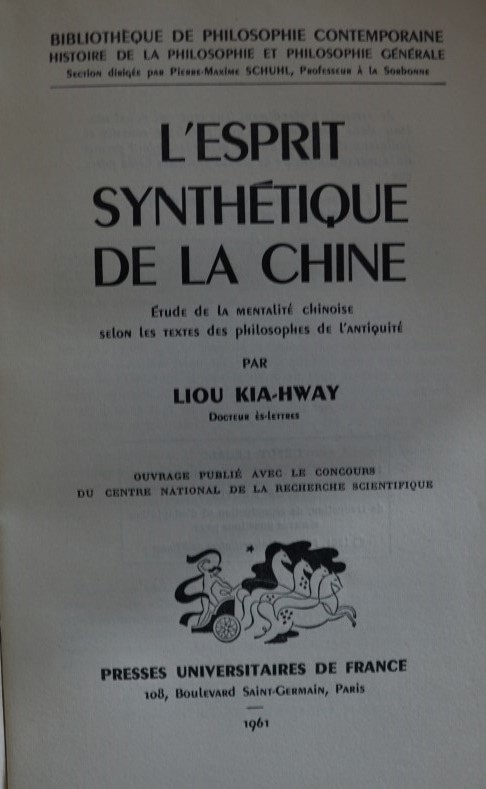 BIBLIOTHÈQUE DE PHILOSOPHIE CONTEMPORAINE
HISTOIRE DE LA PHILOSOPHIE ET PHILOSOPHIE GÉNÉRALE
Section dirigée par Pierre-Maxime SCHUHL, Professeur à la Sorbonne
L'ESPRIT
SYNTHÉTIQUE
DE LA CHINE
Étude de la mentalité chinoise
selon les textes des philosophes de l'antiquité
PAR
LIOU KIA-HWAY
Docteur ès-lettres
OUVRAGE PUBLIÉ AVEC LE CONCOURS
DU CENTRE NATIONAL DE LA RECHERCHE SCIENTIFIQUE
PRESSES UNIVERSITAIRES DE FRANCE
108, Boulevard Saint-Germain, Paris
1961